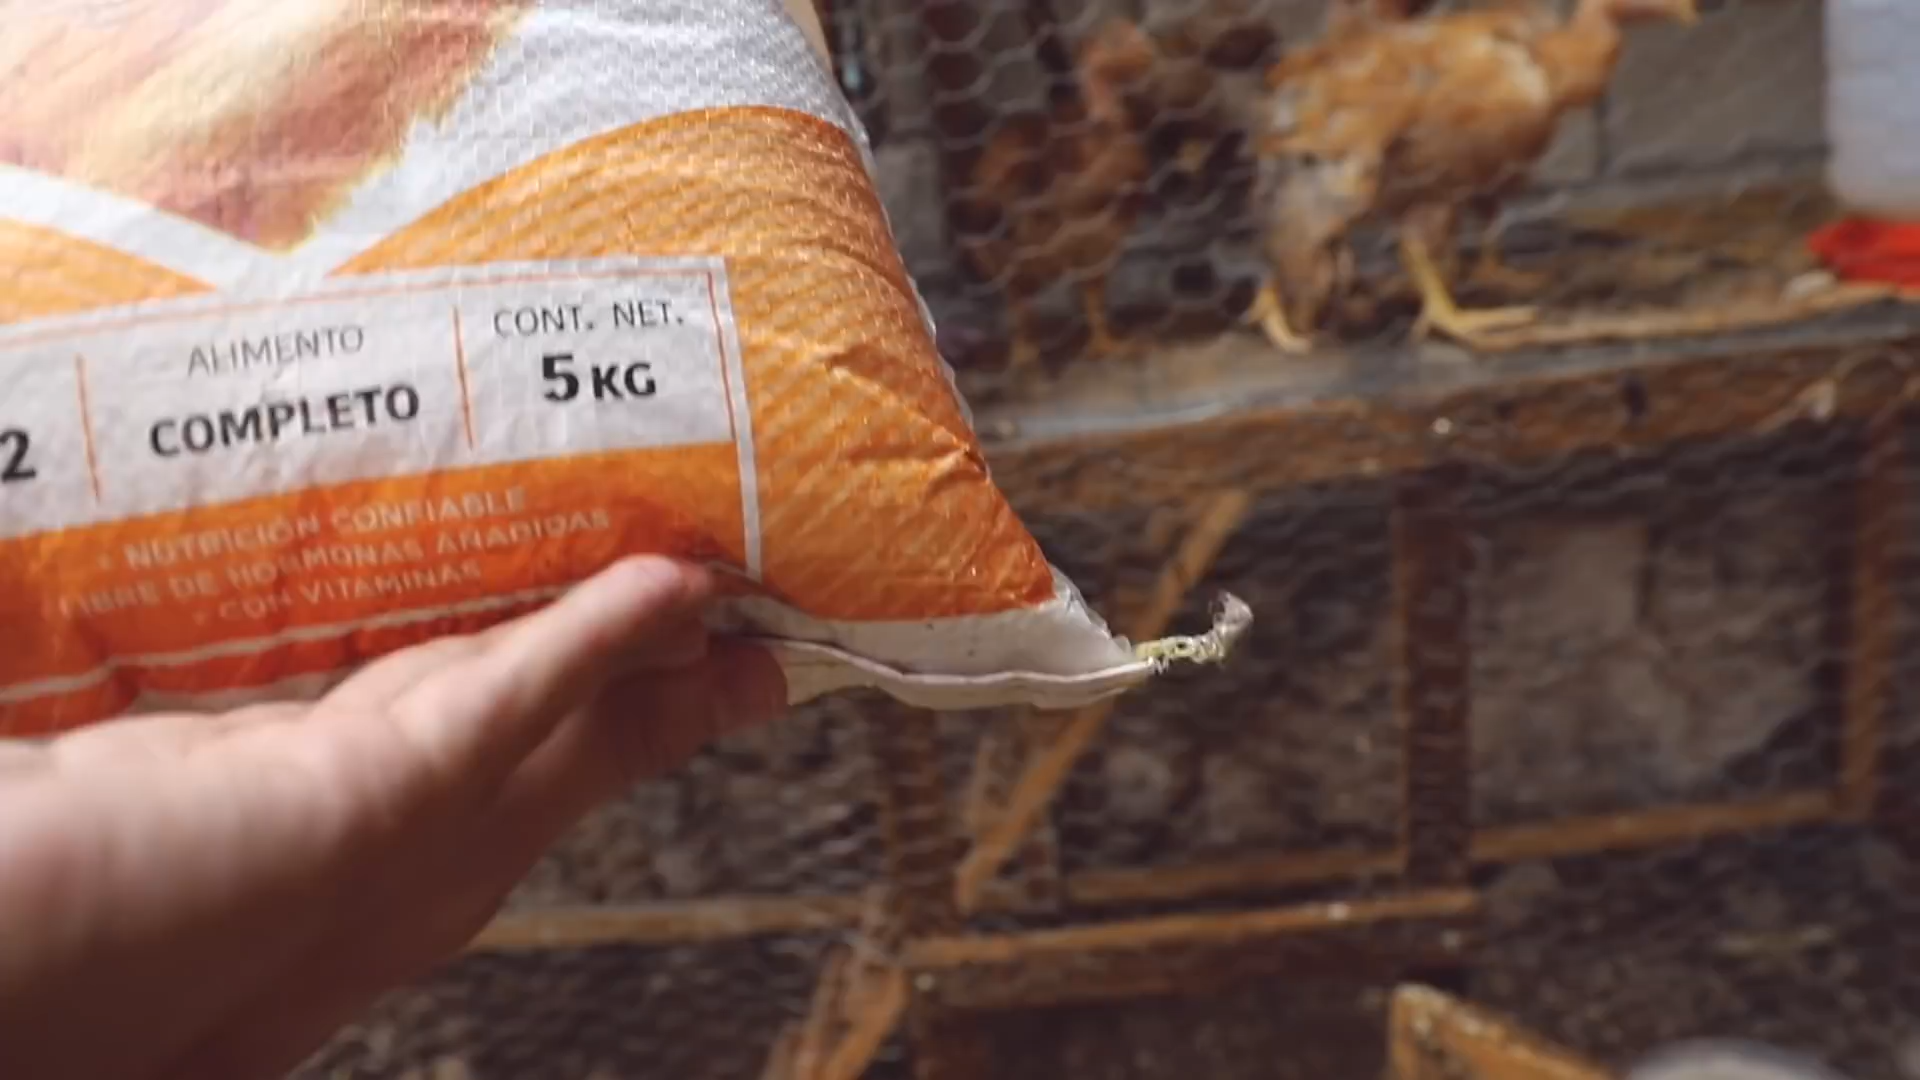 2
ALIMENTO
COMPLETO
CONT. NET.
5 KG
• NUTRICIÓN CONFIABLE
LIBRE DE HORMONAS AÑADIDAS
• CON VITAMINAS